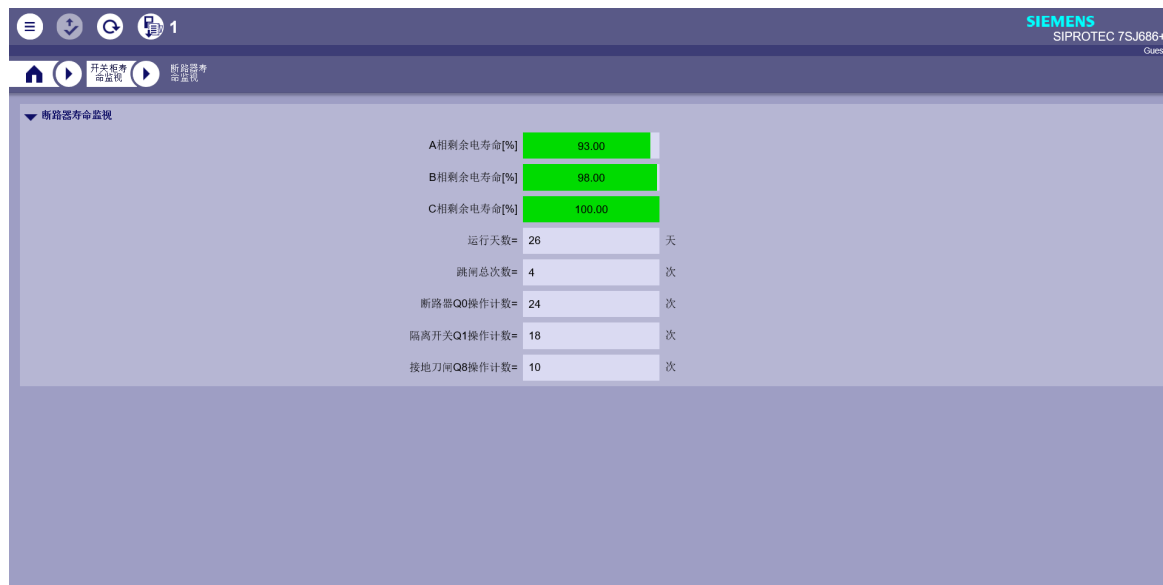 1
SIEMENS
SIPROTEC 7SJ686+
Gues
开关柜寿
命监视
断路器寿
命监视
断路器寿命监视
A相剩余电寿命[%] 93.00
B相剩余电寿命[%] 98.00
C相剩余电寿命[%] 100.00
运行天数= 26 天
跳闸总次数= 4 次
断路器Q0操作计数= 24 次
隔离开关Q1操作计数= 18 次
接地刀闸Q8操作计数= 10 次